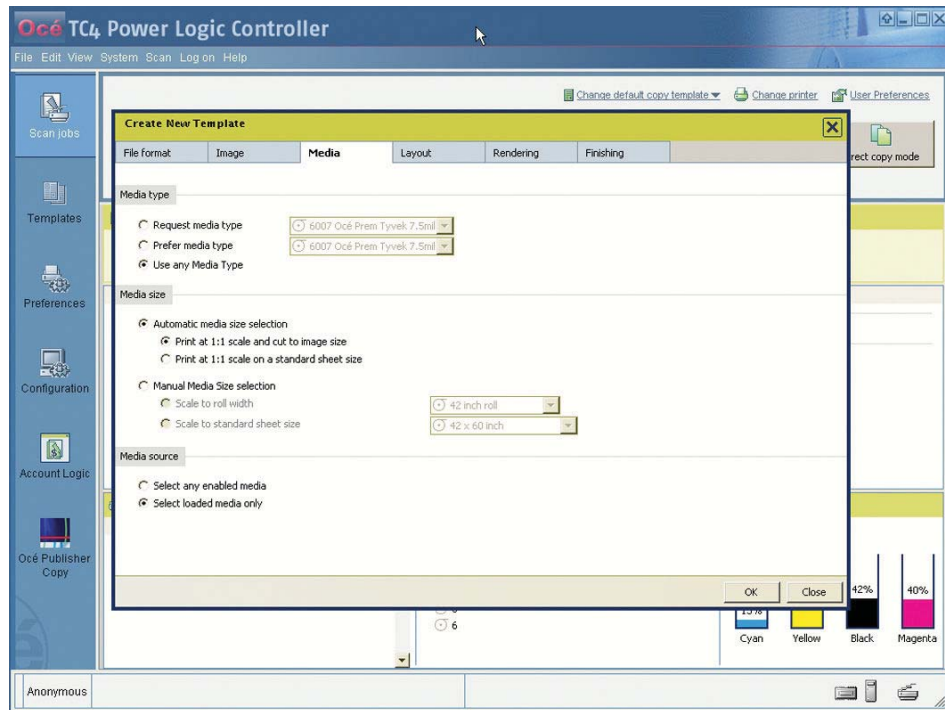 Océ TC4 Power Logic Controller
File Edit View System Scan Log on Help
Change default copy template Change printer User Preferences
Scan jobs
Templates
Preferences
Configuration
Account Logic
Océ Publisher Copy
Create New Template
File format Image Media Layout Rendering Finishing
rect copy mode
Media type
Request media type 6007 Océ Prem Tyvek 7.5mil
Prefer media type 6007 Océ Prem Tyvek 7.5mil
Use any Media Type
Media size
Automatic media size selection
Print at 1:1 scale and cut to image size
Print at 1:1 scale on a standard sheet size
Manual Media Size selection
Scale to roll width 42 inch roll
Scale to standard sheet size 42 x 60 inch
Media source
Select any enabled media
Select loaded media only
OK Close
42% 40%
6
Cyan Yellow Black Magenta
Anonymous